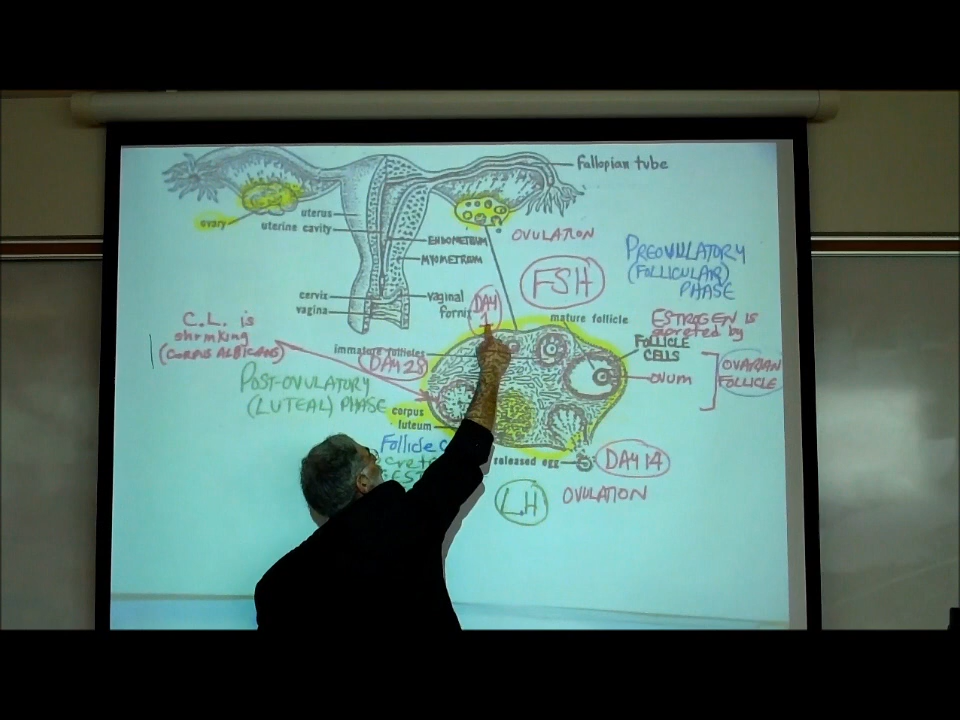 fallopian tube
ovary
uterus
uterine cavity
ENDOMETRIUM
MYOMETRIUM
OVULATION
PREOVULATORY
(FOLLICULAR)
PHASE
FSH
cervix
vagina
vaginal
fornix
DAY
1
mature follicle
ESTROGEN is
secreted by
FOLLICLE
CELLS
OVARIAN
FOLLICLE
ovum
C.L. is
shrinking
(CORPUS ALBICANS)
immature follicles
DAY 28
POST-OVULATORY
(LUTEAL) PHASE
corpus
luteum
Follicle
released egg
DAY 14
LH
OVULATION